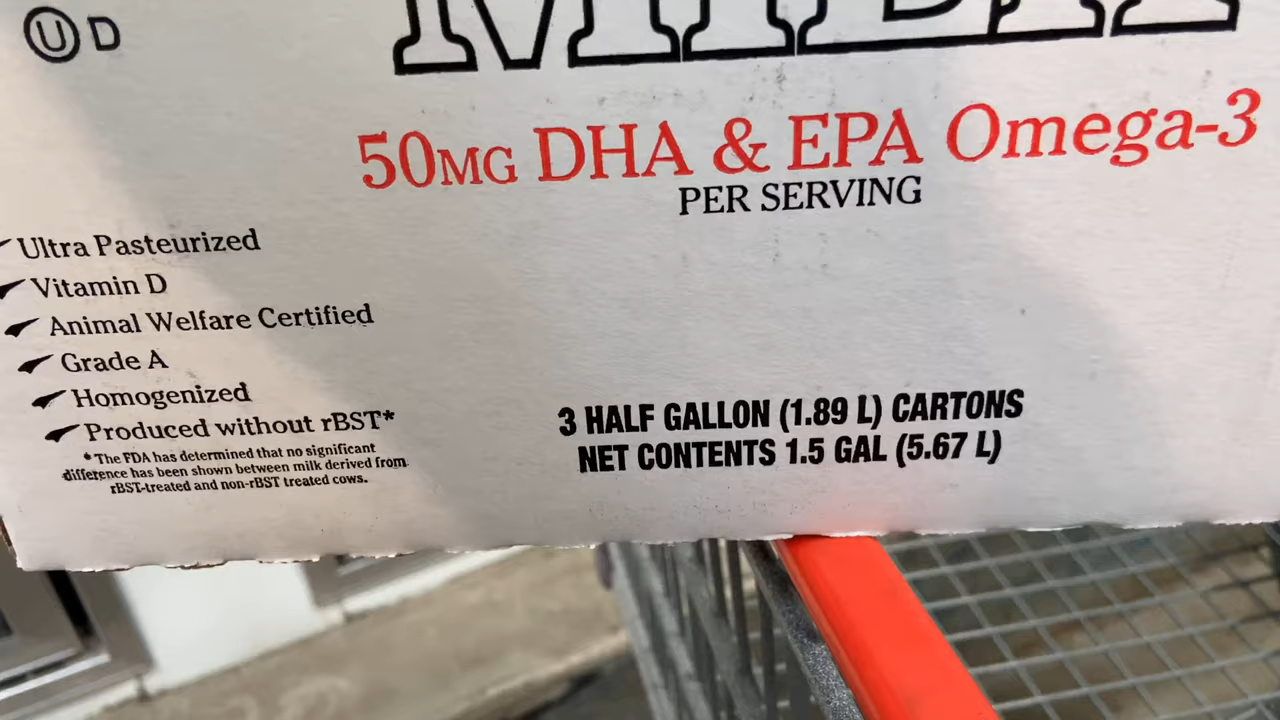 Ⓤ D
MILK
50MG DHA & EPA Omega-3
PER SERVING
Ultra Pasteurized
Vitamin D
Animal Welfare Certified
Grade A
Homogenized
Produced without rBST*
*The FDA has determined that no significant
difference has been shown between milk derived from
rBST-treated and non-rBST treated cows.
3 HALF GALLON (1.89 L) CARTONS
NET CONTENTS 1.5 GAL (5.67 L)